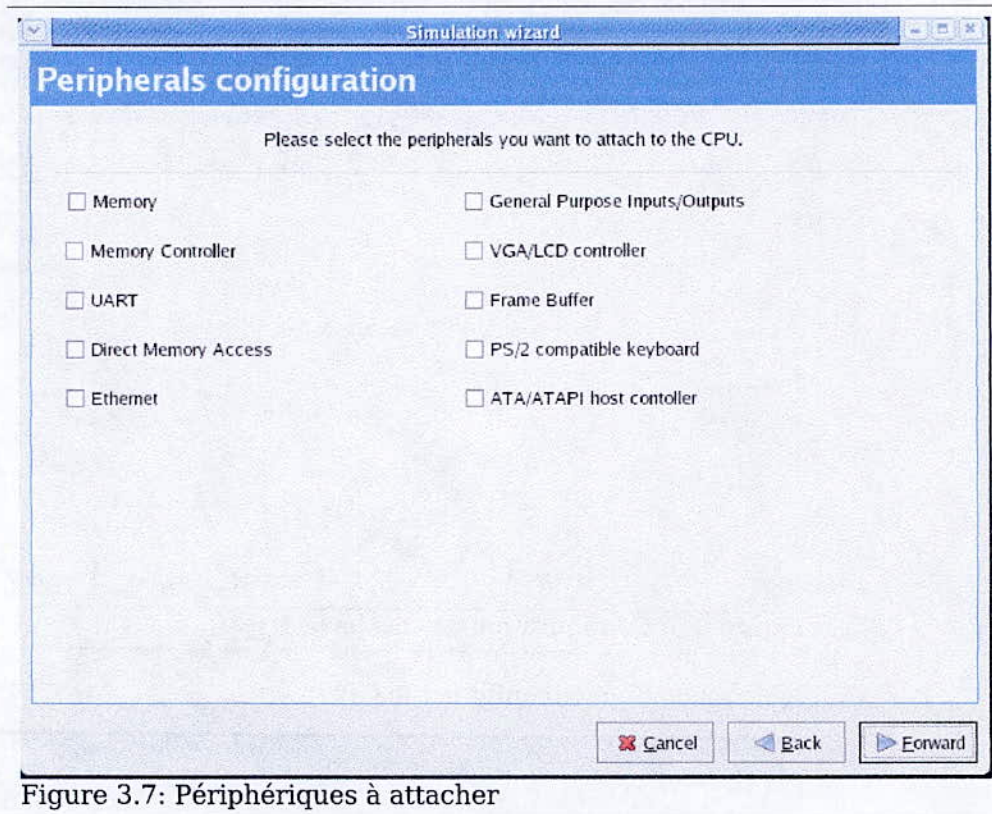 Simulation wizard
Peripherals configuration
Please select the peripherals you want to attach to the CPU.
Memory
Memory Controller
UART
Direct Memory Access
Ethernet
General Purpose Inputs/Outputs
VGA/LCD controller
Frame Buffer
PS/2 compatible keyboard
ATA/ATAPI host contoller
Cancel
Back
Forward
Figure 3.7: Périphériques à attacher